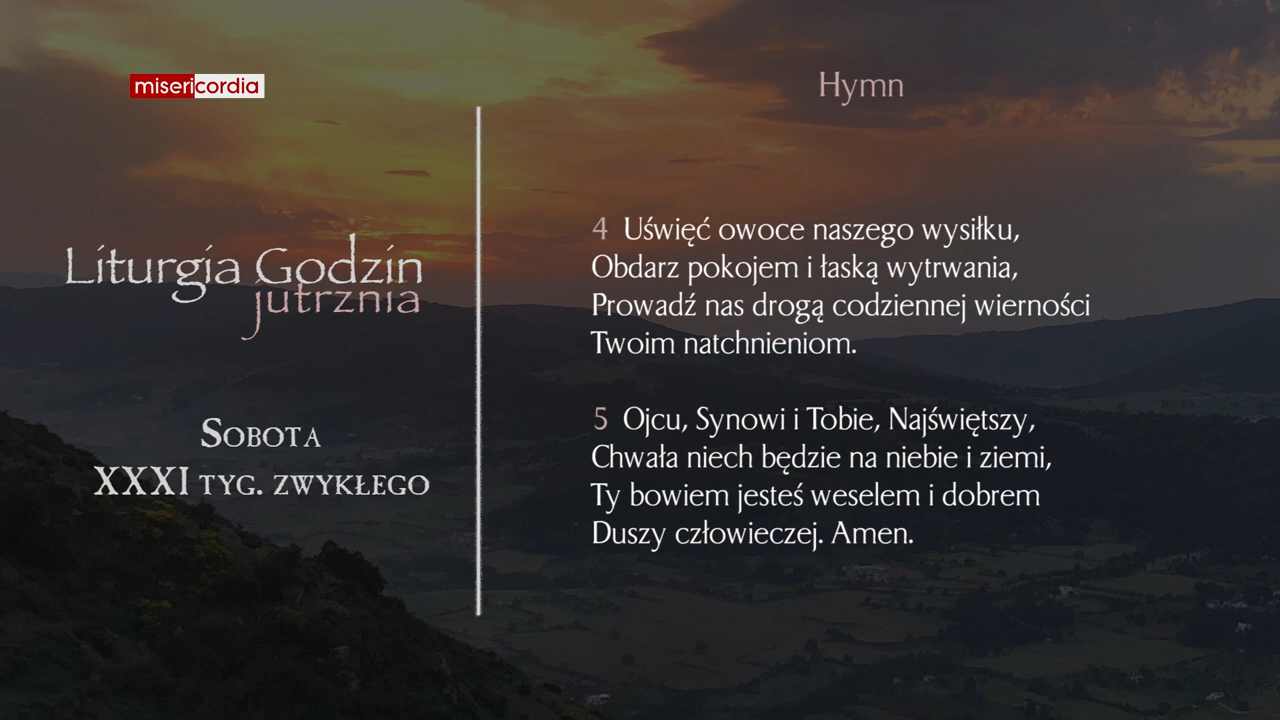 misericordia
Liturgia Godzin
jutrznia
Sobota
XXXI tyg. zwykłego
Hymn
4 Uświęć owoce naszego wysiłku,
Obdarz pokojem i łaską wytrwania,
Prowadź nas drogą codziennej wierności
Twoim natchnieniom.
5 Ojcu, Synowi i Tobie, Najświętszy,
Chwała niech będzie na niebie i ziemi,
Ty bowiem jesteś weselem i dobrem
Duszy człowieczej. Amen.